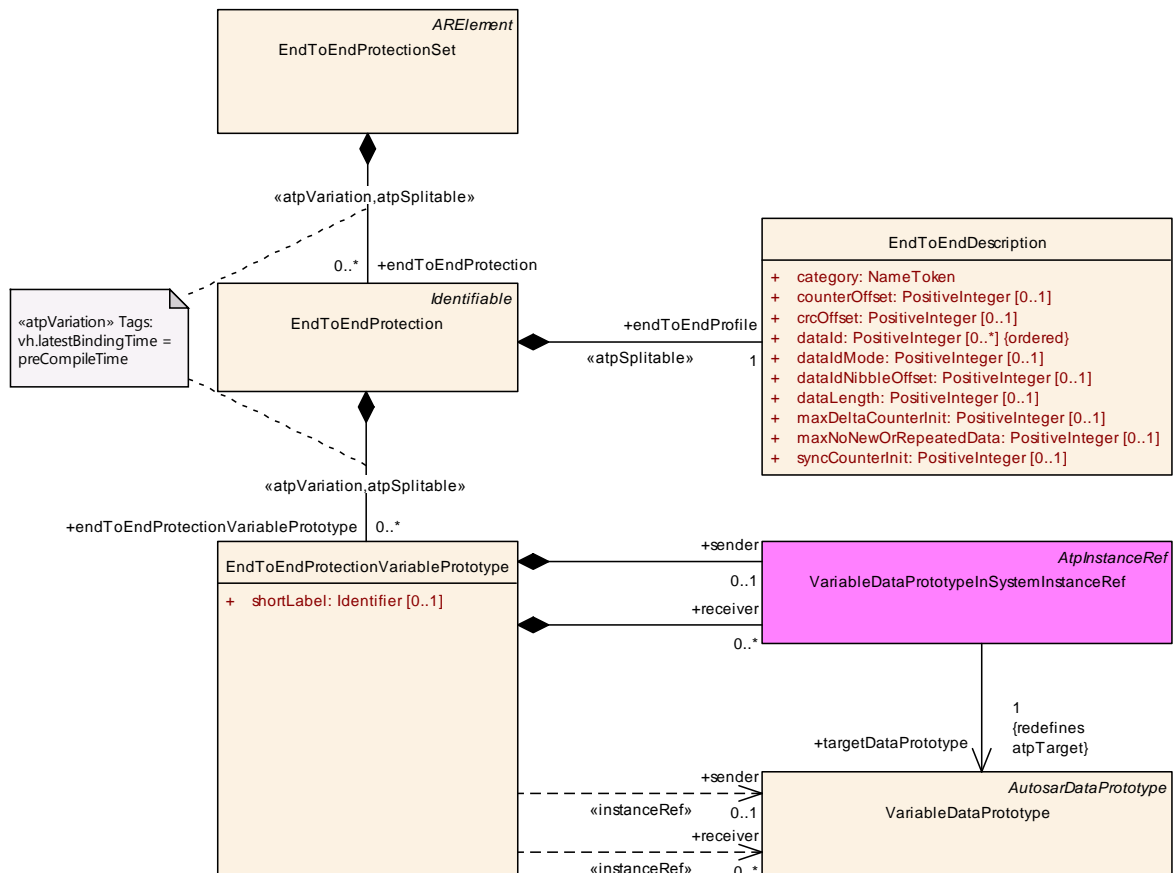 ARElement
EndToEndProtectionSet
«atpVariation,atpSplitable»
0..*
+endToEndProtection
«atpVariation» Tags:
vh.latestBindingTime =
preCompileTime
Identifiable
EndToEndProtection
+endToEndProfile
«atpSplitable»
1
EndToEndDescription
+ category: NameToken
+ counterOffset: PositiveInteger [0..1]
+ crcOffset: PositiveInteger [0..1]
+ dataId: PositiveInteger [0..*] {ordered}
+ dataIdMode: PositiveInteger [0..1]
+ dataIdNibbleOffset: PositiveInteger [0..1]
+ dataLength: PositiveInteger [0..1]
+ maxDeltaCounterInit: PositiveInteger [0..1]
+ maxNoNewOrRepeatedData: PositiveInteger [0..1]
+ syncCounterInit: PositiveInteger [0..1]
«atpVariation,atpSplitable»
+endToEndProtectionVariablePrototype
0..*
EndToEndProtectionVariablePrototype
+ shortLabel: Identifier [0..1]
+sender
0..1
+receiver
0..*
AtpInstanceRef
VariableDataPrototypeInSystemInstanceRef
1
{redefines
atpTarget}
+targetDataPrototype
+sender
«instanceRef»
0..1
+receiver
«instanceRef»
0..*
AutosarDataPrototype
VariableDataPrototype